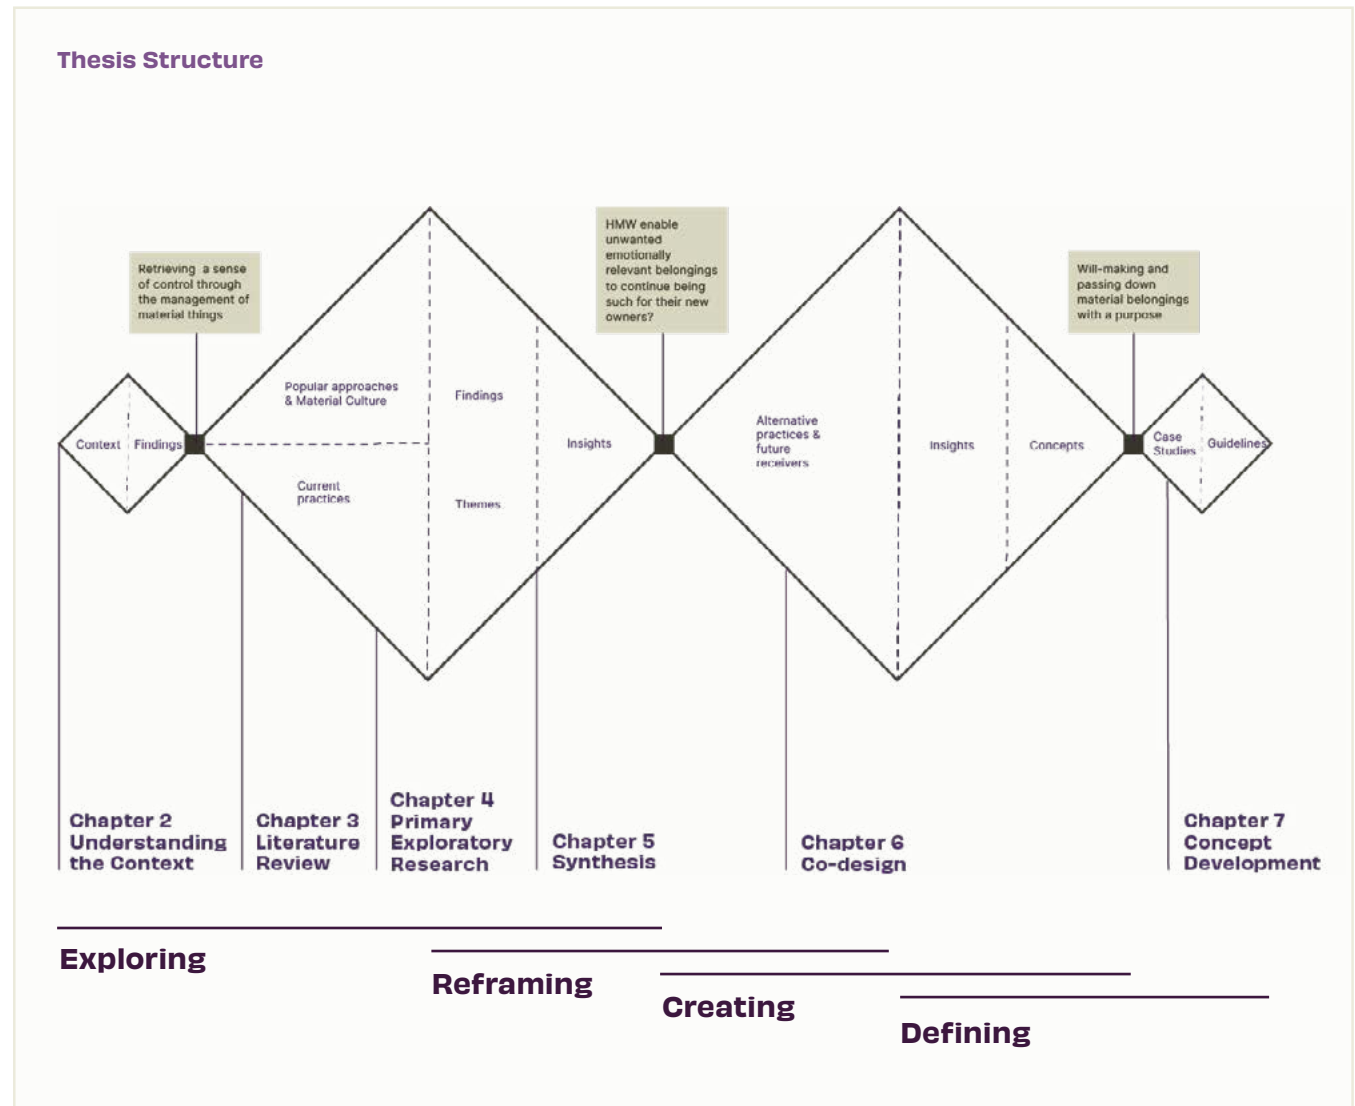 Thesis Structure
Retrieving a sense
of control through
the management of
material things
HMW enable
unwanted
emotionally
relevant belongings
to continue being
such for their new
owners?
Will-making and
passing down
material belongings
with a purpose
Context
Findings
Popular approaches
& Material Culture
Current
practices
Findings
Themes
Insights
Alternative
practices &
future
receivers
Insights
Concepts
Case
Studies
Guidelines
Chapter 2
Understanding
the Context
Chapter 3
Literature
Review
Chapter 4
Primary
Exploratory
Research
Chapter 5
Synthesis
Chapter 6
Co-design
Chapter 7
Concept
Development
Exploring
Reframing
Creating
Defining